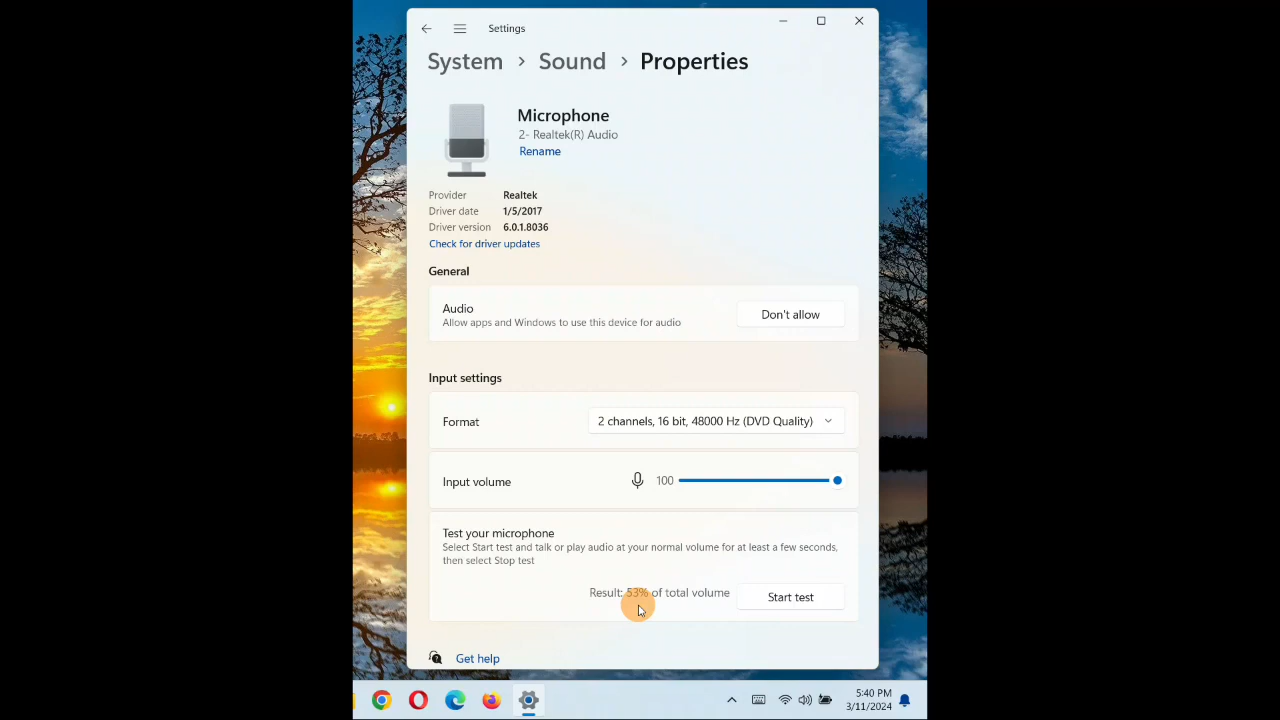 Settings
System > Sound > Properties
Microphone
2- Realtek(R) Audio
Rename
Provider Realtek
Driver date 1/5/2017
Driver version 6.0.1.8036
Check for driver updates
General
Audio
Allow apps and Windows to use this device for audio
Don't allow
Input settings
Format 2 channels, 16 bit, 48000 Hz (DVD Quality)
Input volume 100
Test your microphone
Select Start test and talk or play audio at your normal volume for at least a few seconds,
then select Stop test
Result: 53% of total volume Start test
Get help
5:40 PM
3/11/2024